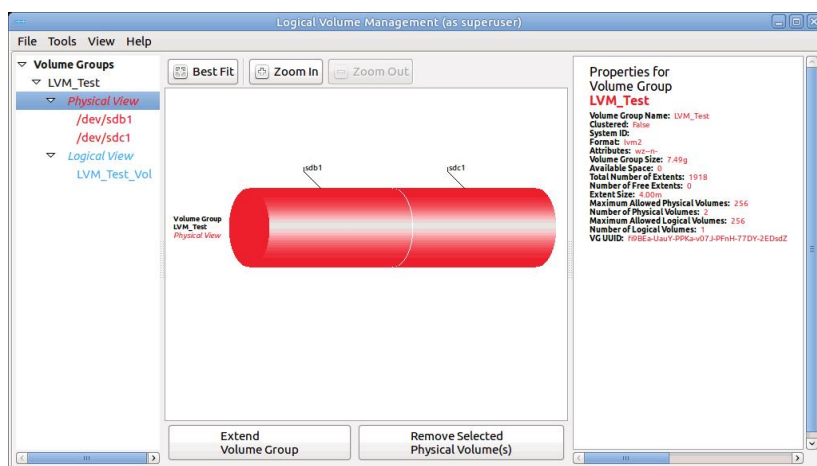 Logical Volume Management (as superuser)
File Tools View Help
Volume Groups
LVM_Test
Physical View
/dev/sdb1
/dev/sdc1
Logical View
LVM_Test_Vol
Best Fit
Zoom In
Zoom Out
sdb1
sdc1
Volume Group
LVM_Test
Physical View
Extend
Volume Group
Remove Selected
Physical Volume(s)
Properties for
Volume Group
LVM_Test
Volume Group Name: LVM_Test
Clustered: False
System ID:
Format: lvm2
Attributes: wz--n-
Volume Group Size: 7.49g
Available Space: 0
Total Number of Extents: 1918
Number of Free Extents: 0
Extent Size: 4.00m
Maximum Allowed Physical Volumes: 256
Number of Physical Volumes: 2
Maximum Allowed Logical Volumes: 256
Number of Logical Volumes: 1
VG UUID: